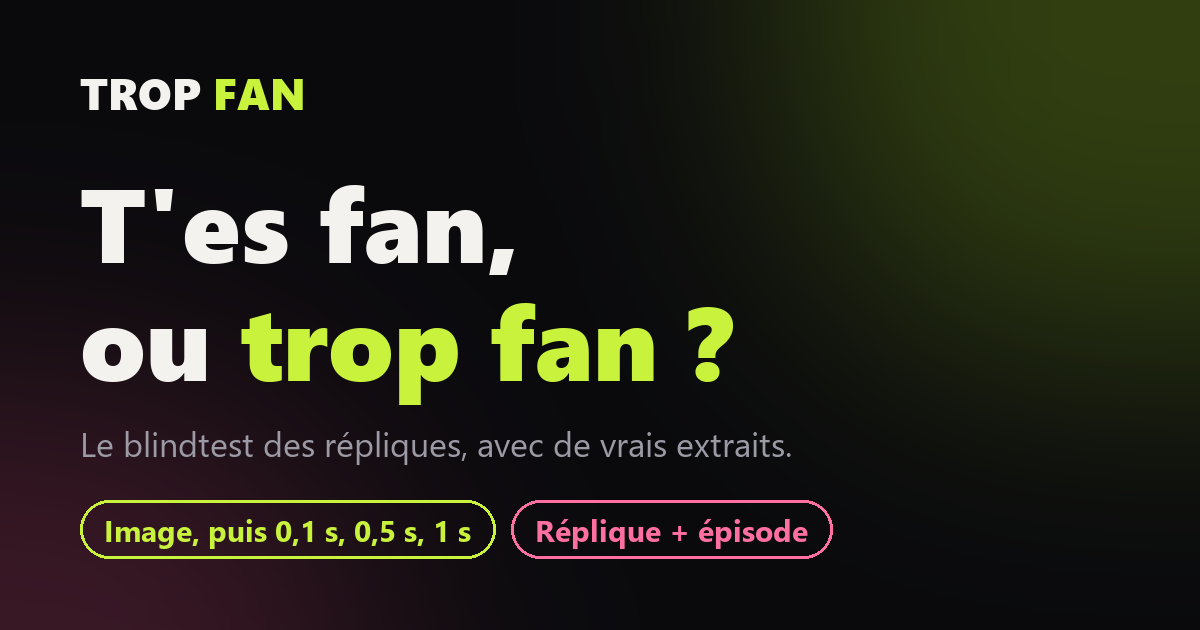 TROP FAN
T'es fan,
ou trop fan ?
Le blindtest des répliques, avec de vrais extraits.
Image, puis 0,1 s, 0,5 s, 1 s
Réplique + épisode